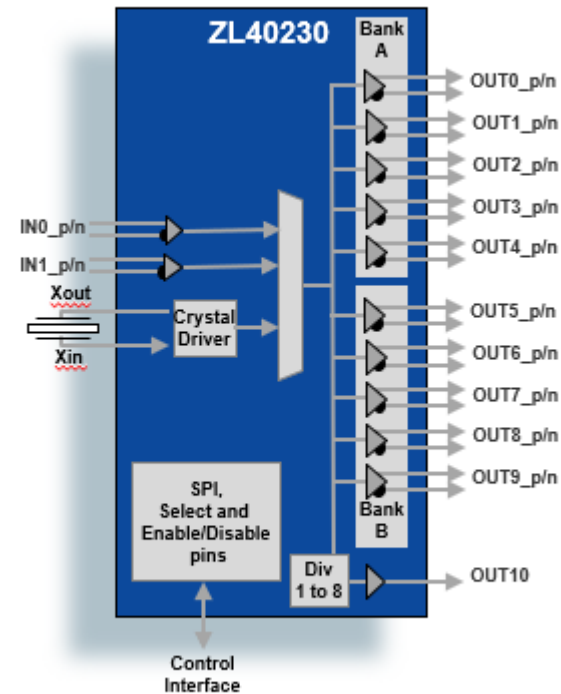 ZL40230
Bank
A
OUT0_p/n
OUT1_p/n
OUT2_p/n
OUT3_p/n
OUT4_p/n
IN0_p/n
IN1_p/n
Xout
Crystal
Driver
Xin
OUT5_p/n
OUT6_p/n
OUT7_p/n
OUT8_p/n
OUT9_p/n
Bank
B
SPI,
Select and
Enable/Disable
pins
Div
1 to 8
OUT10
Control
Interface